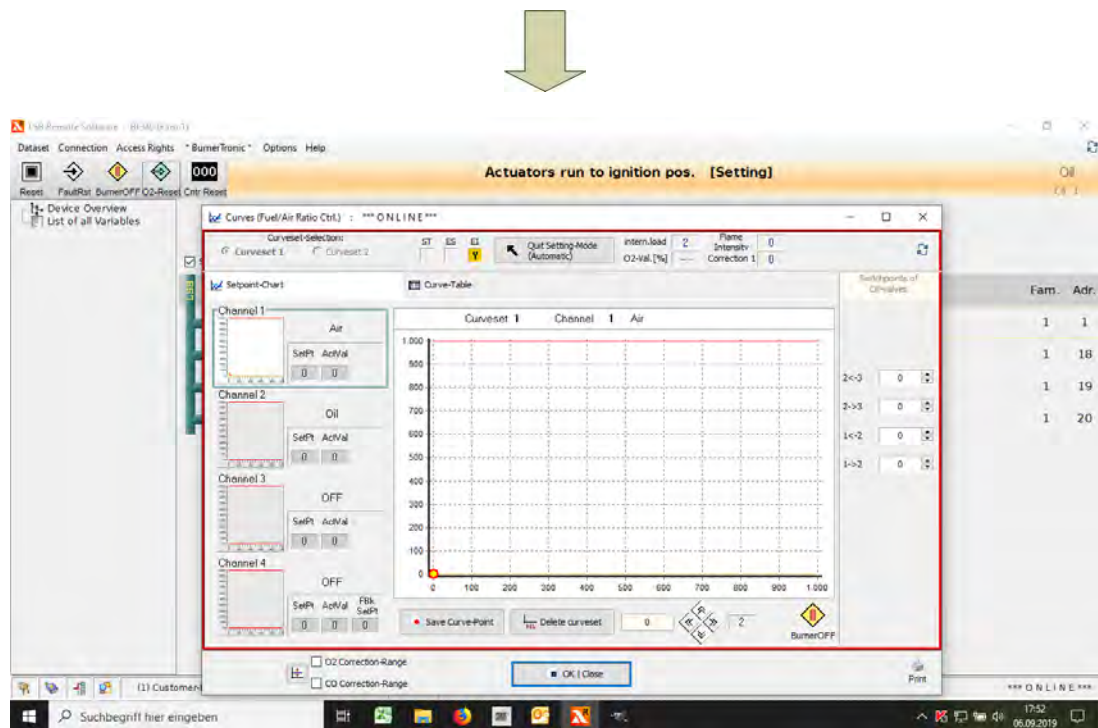 LSB Remote Software
Dataset Connection Access Rights * BurnerTronic * Options Help
000
Reset FaultRst BurnerOFF O2-Reset Cntr Reset
Actuators run to ignition pos. [Setting]
Oil
Device Overview
List of all Variables
Curves (Fuel/Air Ratio Ctrl.) : *** O N L I N E ***
Curveset-Selection:
Curveset 1 Curveset 2
ST ES EI
Quit Setting-Mode
(Automatic)
intern.load 2
O2-Val.[%] ---
Flame
Intensity 0
Correction 1 0
Setpoint-Chart
Curve-Table
Switchpoints of
Oil-valves
Fam. Adr.
1 1
1 18
1 19
1 20
Channel 1
Air
SetPt ActVal
0 0
Channel 2
Oil
SetPt ActVal
0 0
Channel 3
OFF
SetPt ActVal
0 0
Channel 4
OFF
SetPt ActVal FBk SetPt
0 0 0
Curveset 1 Channel 1 Air
1.000
900
800
700
600
500
400
300
200
100
0
0 100 200 300 400 500 600 700 800 900 1.000
2<-3 0
2->3 0
1<-2 0
1->2 0
Save Curve-Point
Delete curveset
0
2
BurnerOFF
O2 Correction-Range
CO Correction-Range
OK | Close
Print
(1) Customer
*** O N L I N E ***
Suchbegriff hier eingeben
17:52
06.09.2019